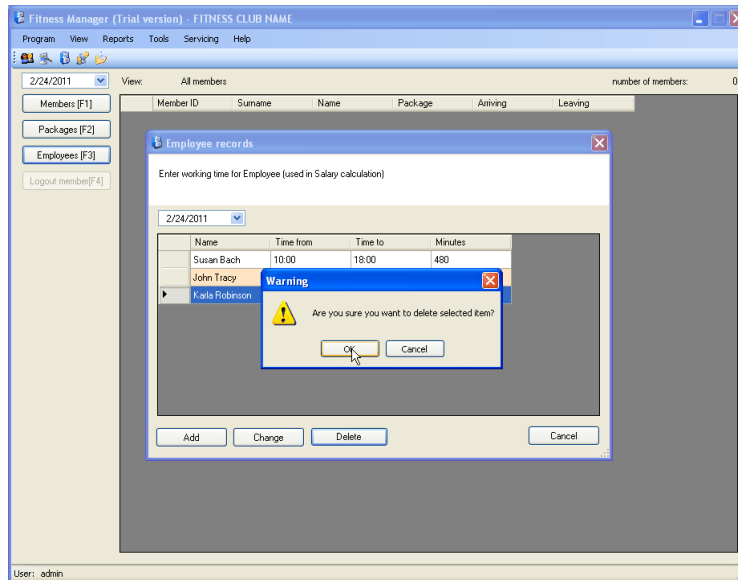 Fitness Manager (Trial version) - FITNESS CLUB NAME
Program View Reports Tools Servicing Help
2/24/2011 View: All members number of members: 0
Members [F1]
Member ID Surname Name Package Arriving Leaving
Packages [F2]
Employees [F3]
Logout member[F4]
Employee records
Enter working time for Employee (used in Salary calculation)
2/24/2011
Name Time from Time to Minutes
Susan Bach 10:00 18:00 480
John Tracy
Karla Robinson
Warning
Are you sure you want to delete selected item?
OK Cancel
Add Change Delete Cancel
User: admin